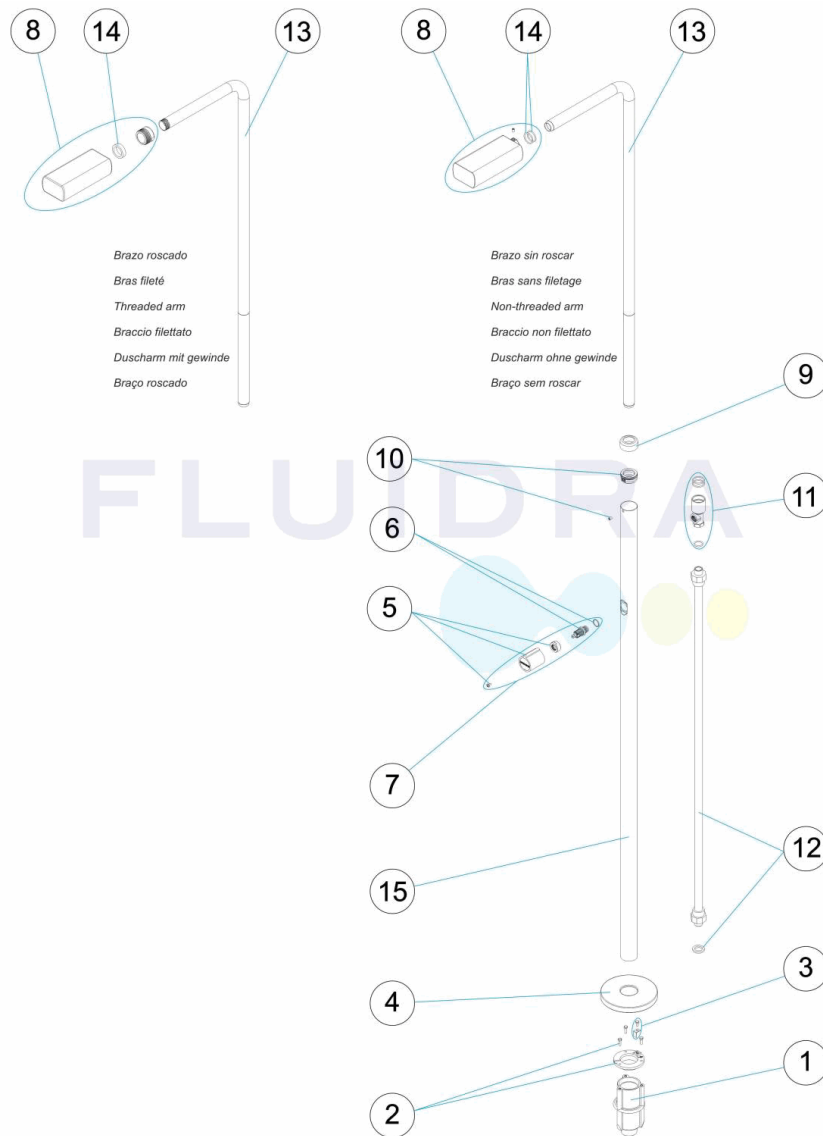 8 14 13
8 14 13
Brazo roscado
Bras fileté
Threaded arm
Braccio filettato
Duscharm mit gewinde
Braço roscado
Brazo sin roscar
Bras sans filetage
Non-threaded arm
Braccio non filettato
Duscharm ohne gewinde
Braço sem roscar
9
10
11
FLUIDRA
6
5
7
12
15
3
4
1
2